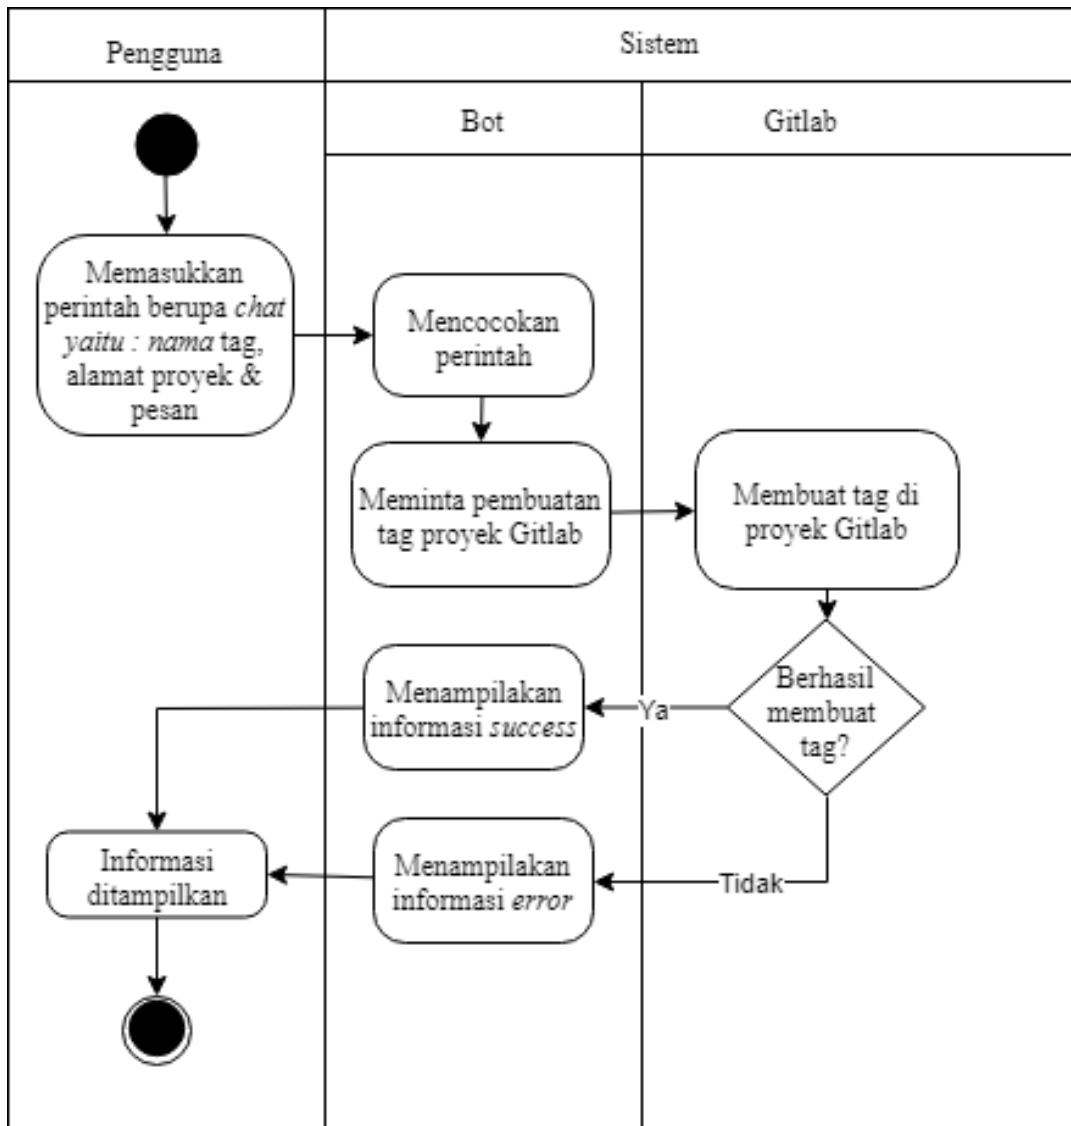 Pengguna
Sistem
Bot
Gitlab
Memasukkan
perintah berupa chat
yaitu : nama tag,
alamat proyek &
pesan
Mencocokan
perintah
Meminta pembuatan
tag proyek Gitlab
Membuat tag di
proyek Gitlab
Berhasil
membuat
tag?
Ya
Menampilakan
informasi success
Tidak
Menampilakan
informasi error
Informasi
ditampilkan